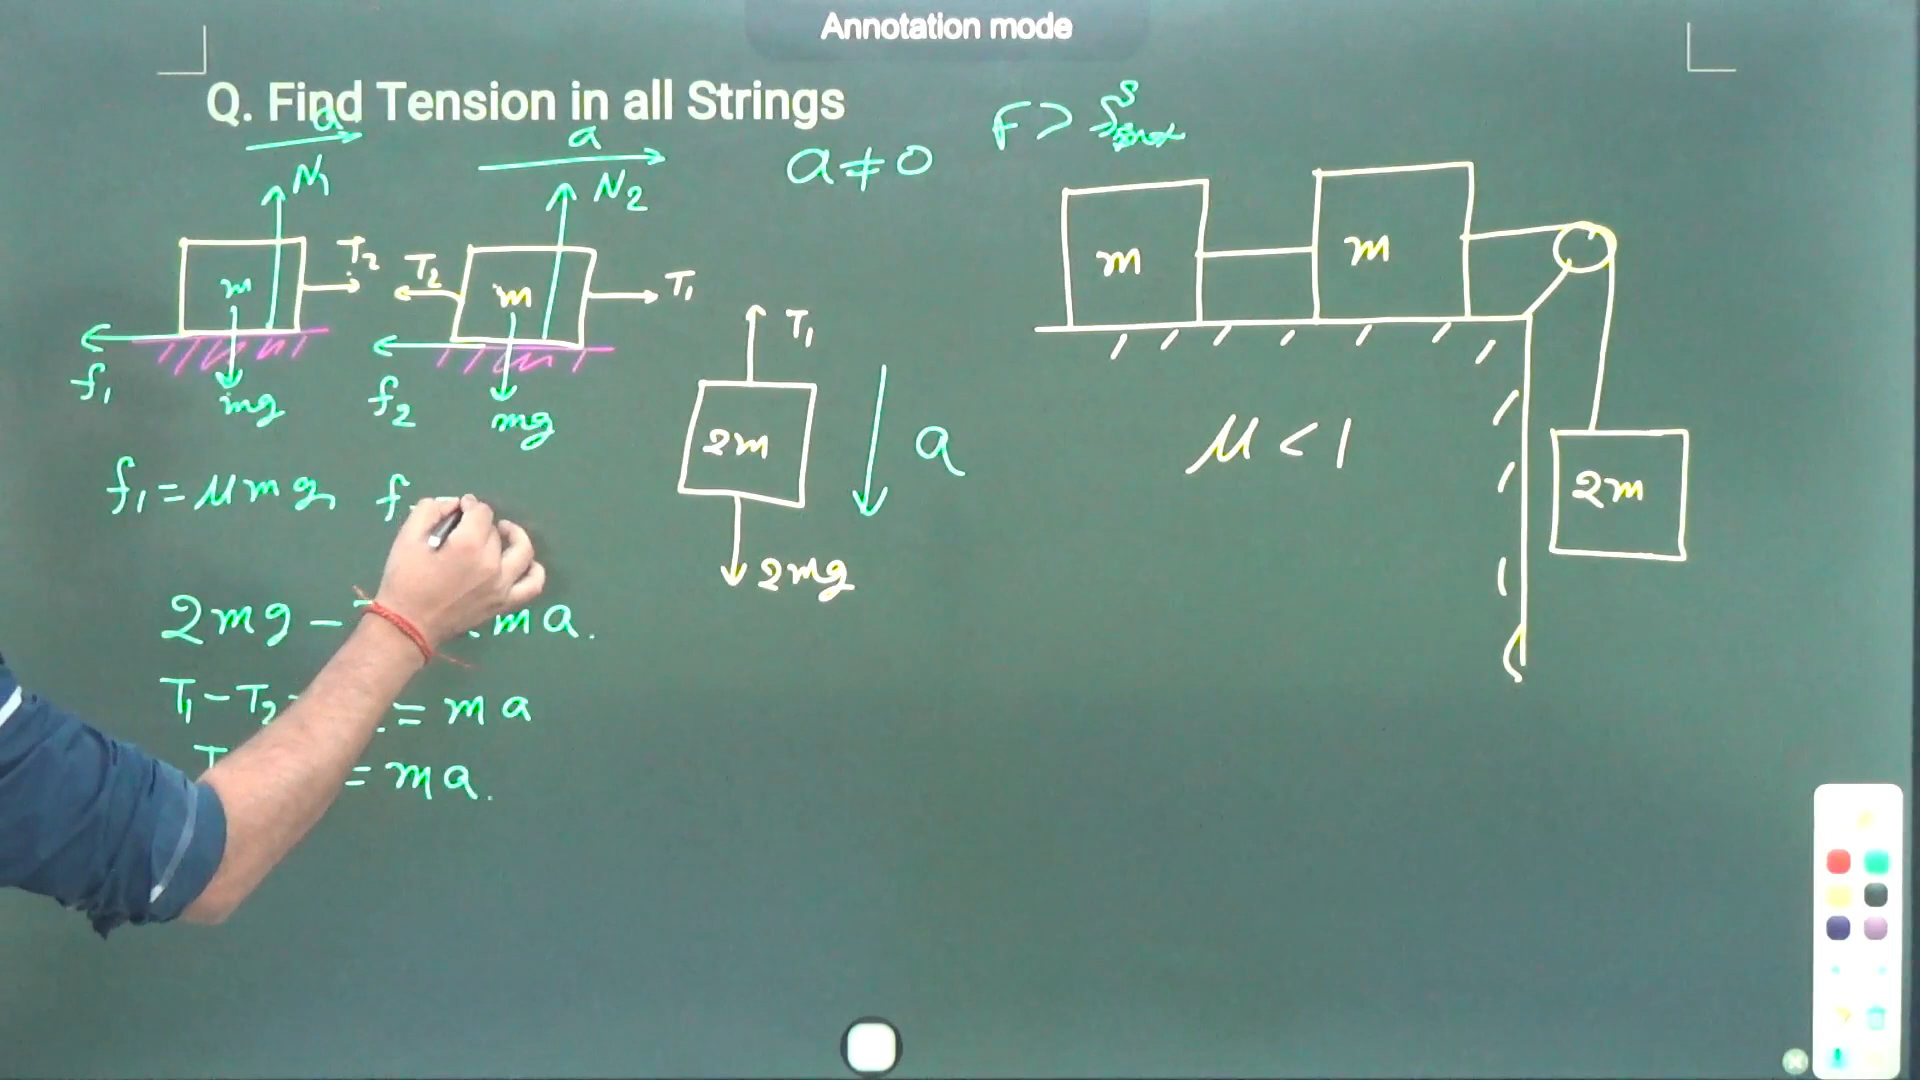 Annotation mode
Q. Find Tension in all Strings
a
a
a ≠ 0
F >
N1
N2
T2
T2
T1
m
m
f1
mg
f2
mg
T1
2m
a
2mg
m
m
μ < 1
2m
f1 = μmg, f
2mg - ma.
T1 - T2 = ma
T = ma.